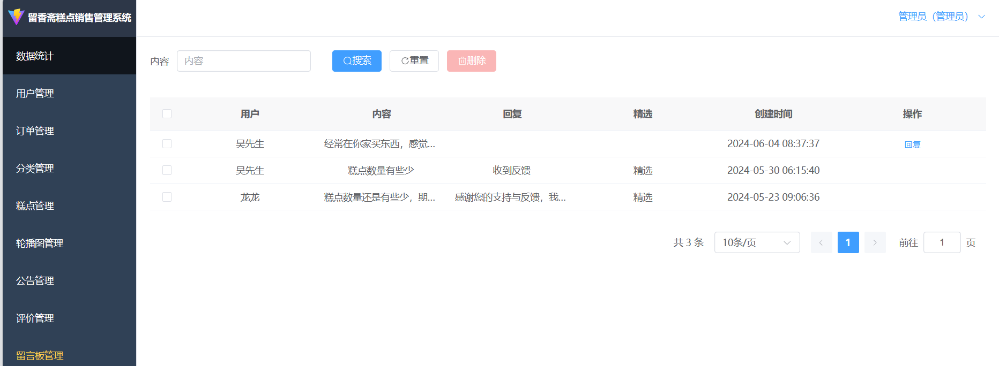 留香斋糕点销售管理系统
管理员（管理员）
数据统计
用户管理
订单管理
分类管理
糕点管理
轮播图管理
公告管理
评价管理
留言板管理
内容 内容 搜索 重置 删除
用户 内容 回复 精选 创建时间 操作
吴先生 经常在你家买东西，感觉... 2024-06-04 08:37:37 回复
吴先生 糕点数量有些少 收到反馈 精选 2024-05-30 06:15:40
龙龙 糕点数量还是有些少，期... 感谢您的支持与反馈，我... 精选 2024-05-23 09:06:36
共 3 条 10条/页 1 前往 1 页